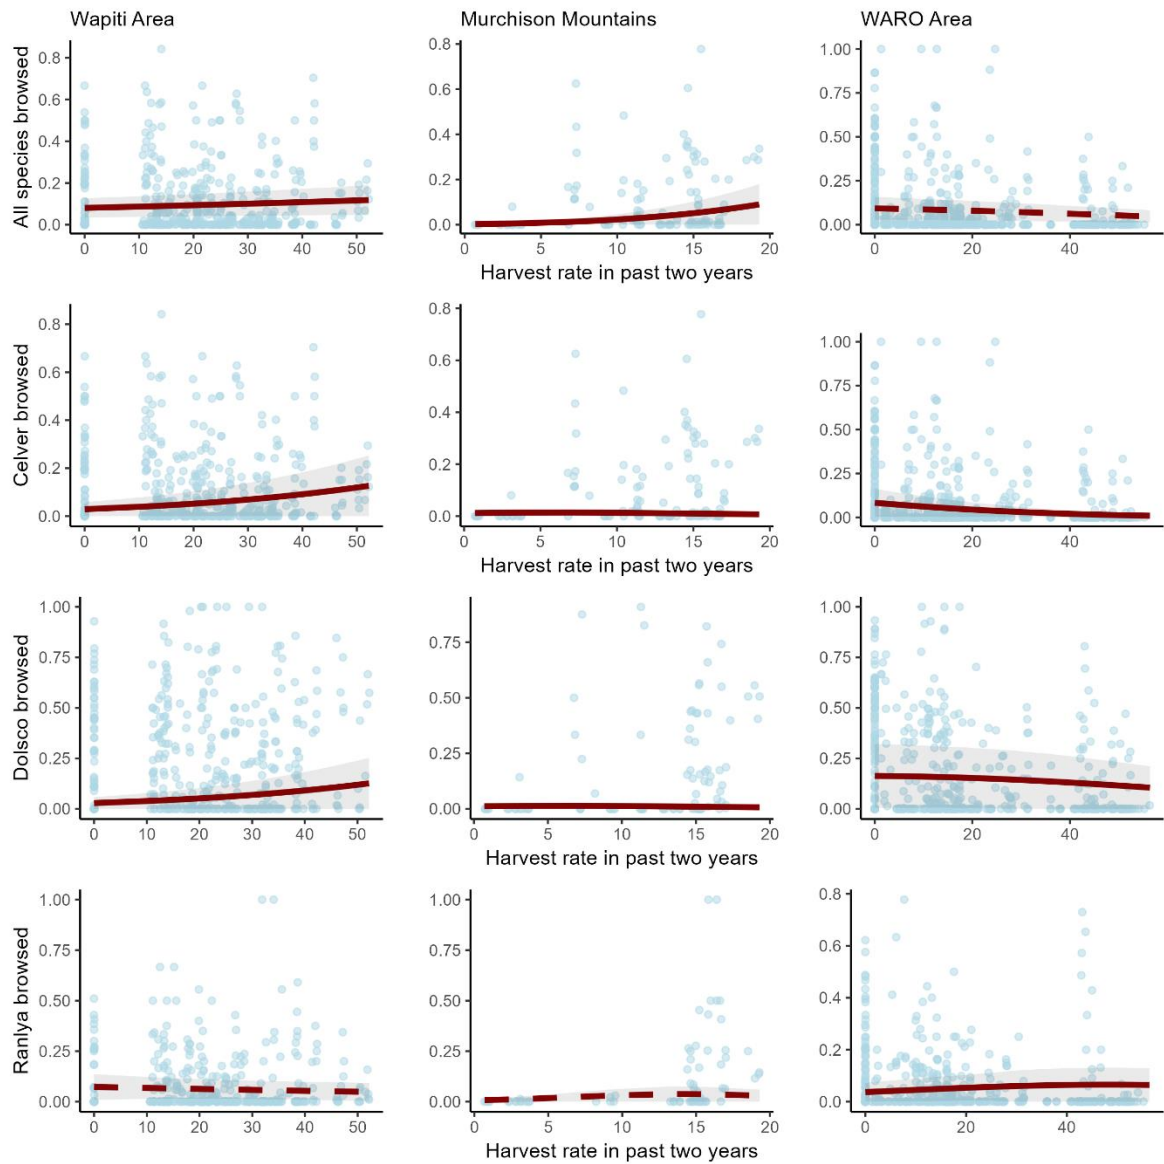 Wapiti Area
Murchison Mountains
WARO Area
All species browsed
0.8
0.6
0.4
0.2
0.0
0 10 20 30 40 50
0.8
0.6
0.4
0.2
0.0
0 5 10 15 20
Harvest rate in past two years
1.00
0.75
0.50
0.25
0.00
0 20 40
Celver browsed
0.8
0.6
0.4
0.2
0.0
0 10 20 30 40 50
0.8
0.6
0.4
0.2
0.0
0 5 10 15 20
Harvest rate in past two years
1.00
0.75
0.50
0.25
0.00
0 20 40
Dolsco browsed
1.00
0.75
0.50
0.25
0.00
0 10 20 30 40 50
0.75
0.50
0.25
0.00
0 5 10 15 20
Harvest rate in past two years
1.00
0.75
0.50
0.25
0.00
0 20 40
Ranlya browsed
1.00
0.75
0.50
0.25
0.00
0 10 20 30 40 50
1.00
0.75
0.50
0.25
0.00
0 5 10 15 20
Harvest rate in past two years
0.8
0.6
0.4
0.2
0.0
0 20 40